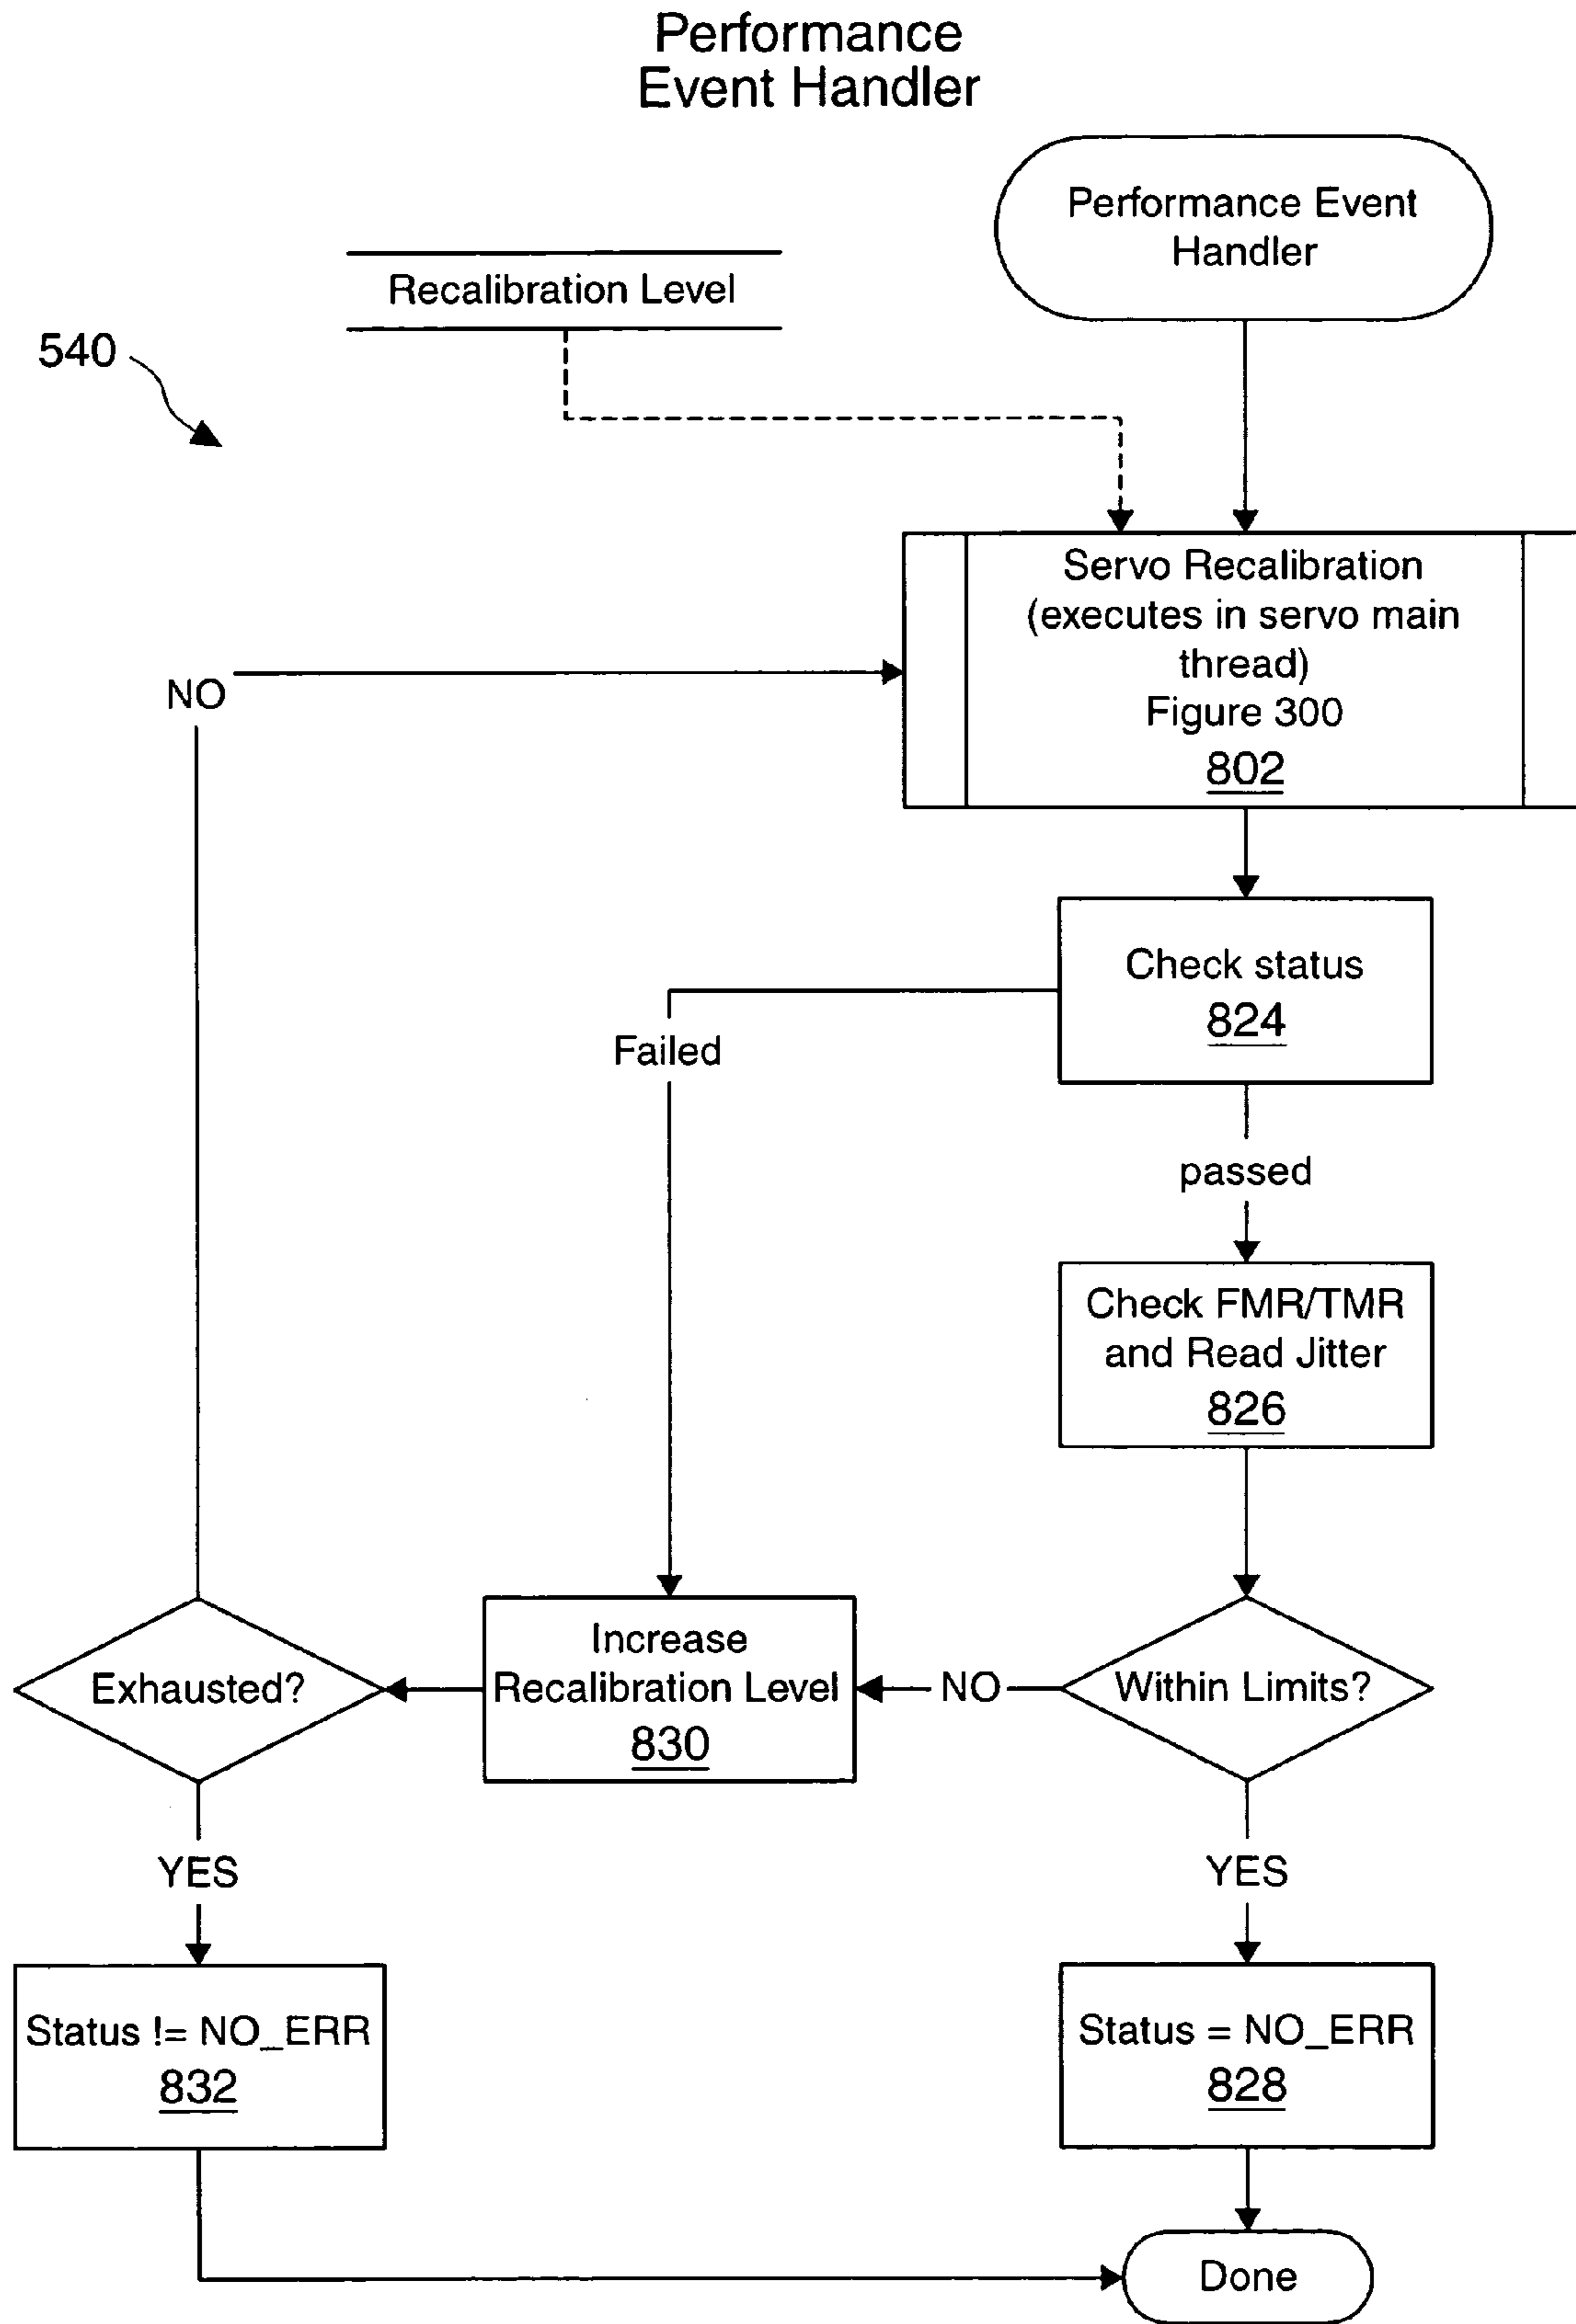 Performance
Event Handler
Performance Event
Handler
Recalibration Level
540
Servo Recalibration
(executes in servo main
thread)
Figure 300
802
NO
Check status
824
Failed
passed
Check FMR/TMR
and Read Jitter
826
Exhausted?
Increase
Recalibration Level
830
NO
Within Limits?
YES
YES
Status != NO_ERR
832
Status = NO_ERR
828
Done